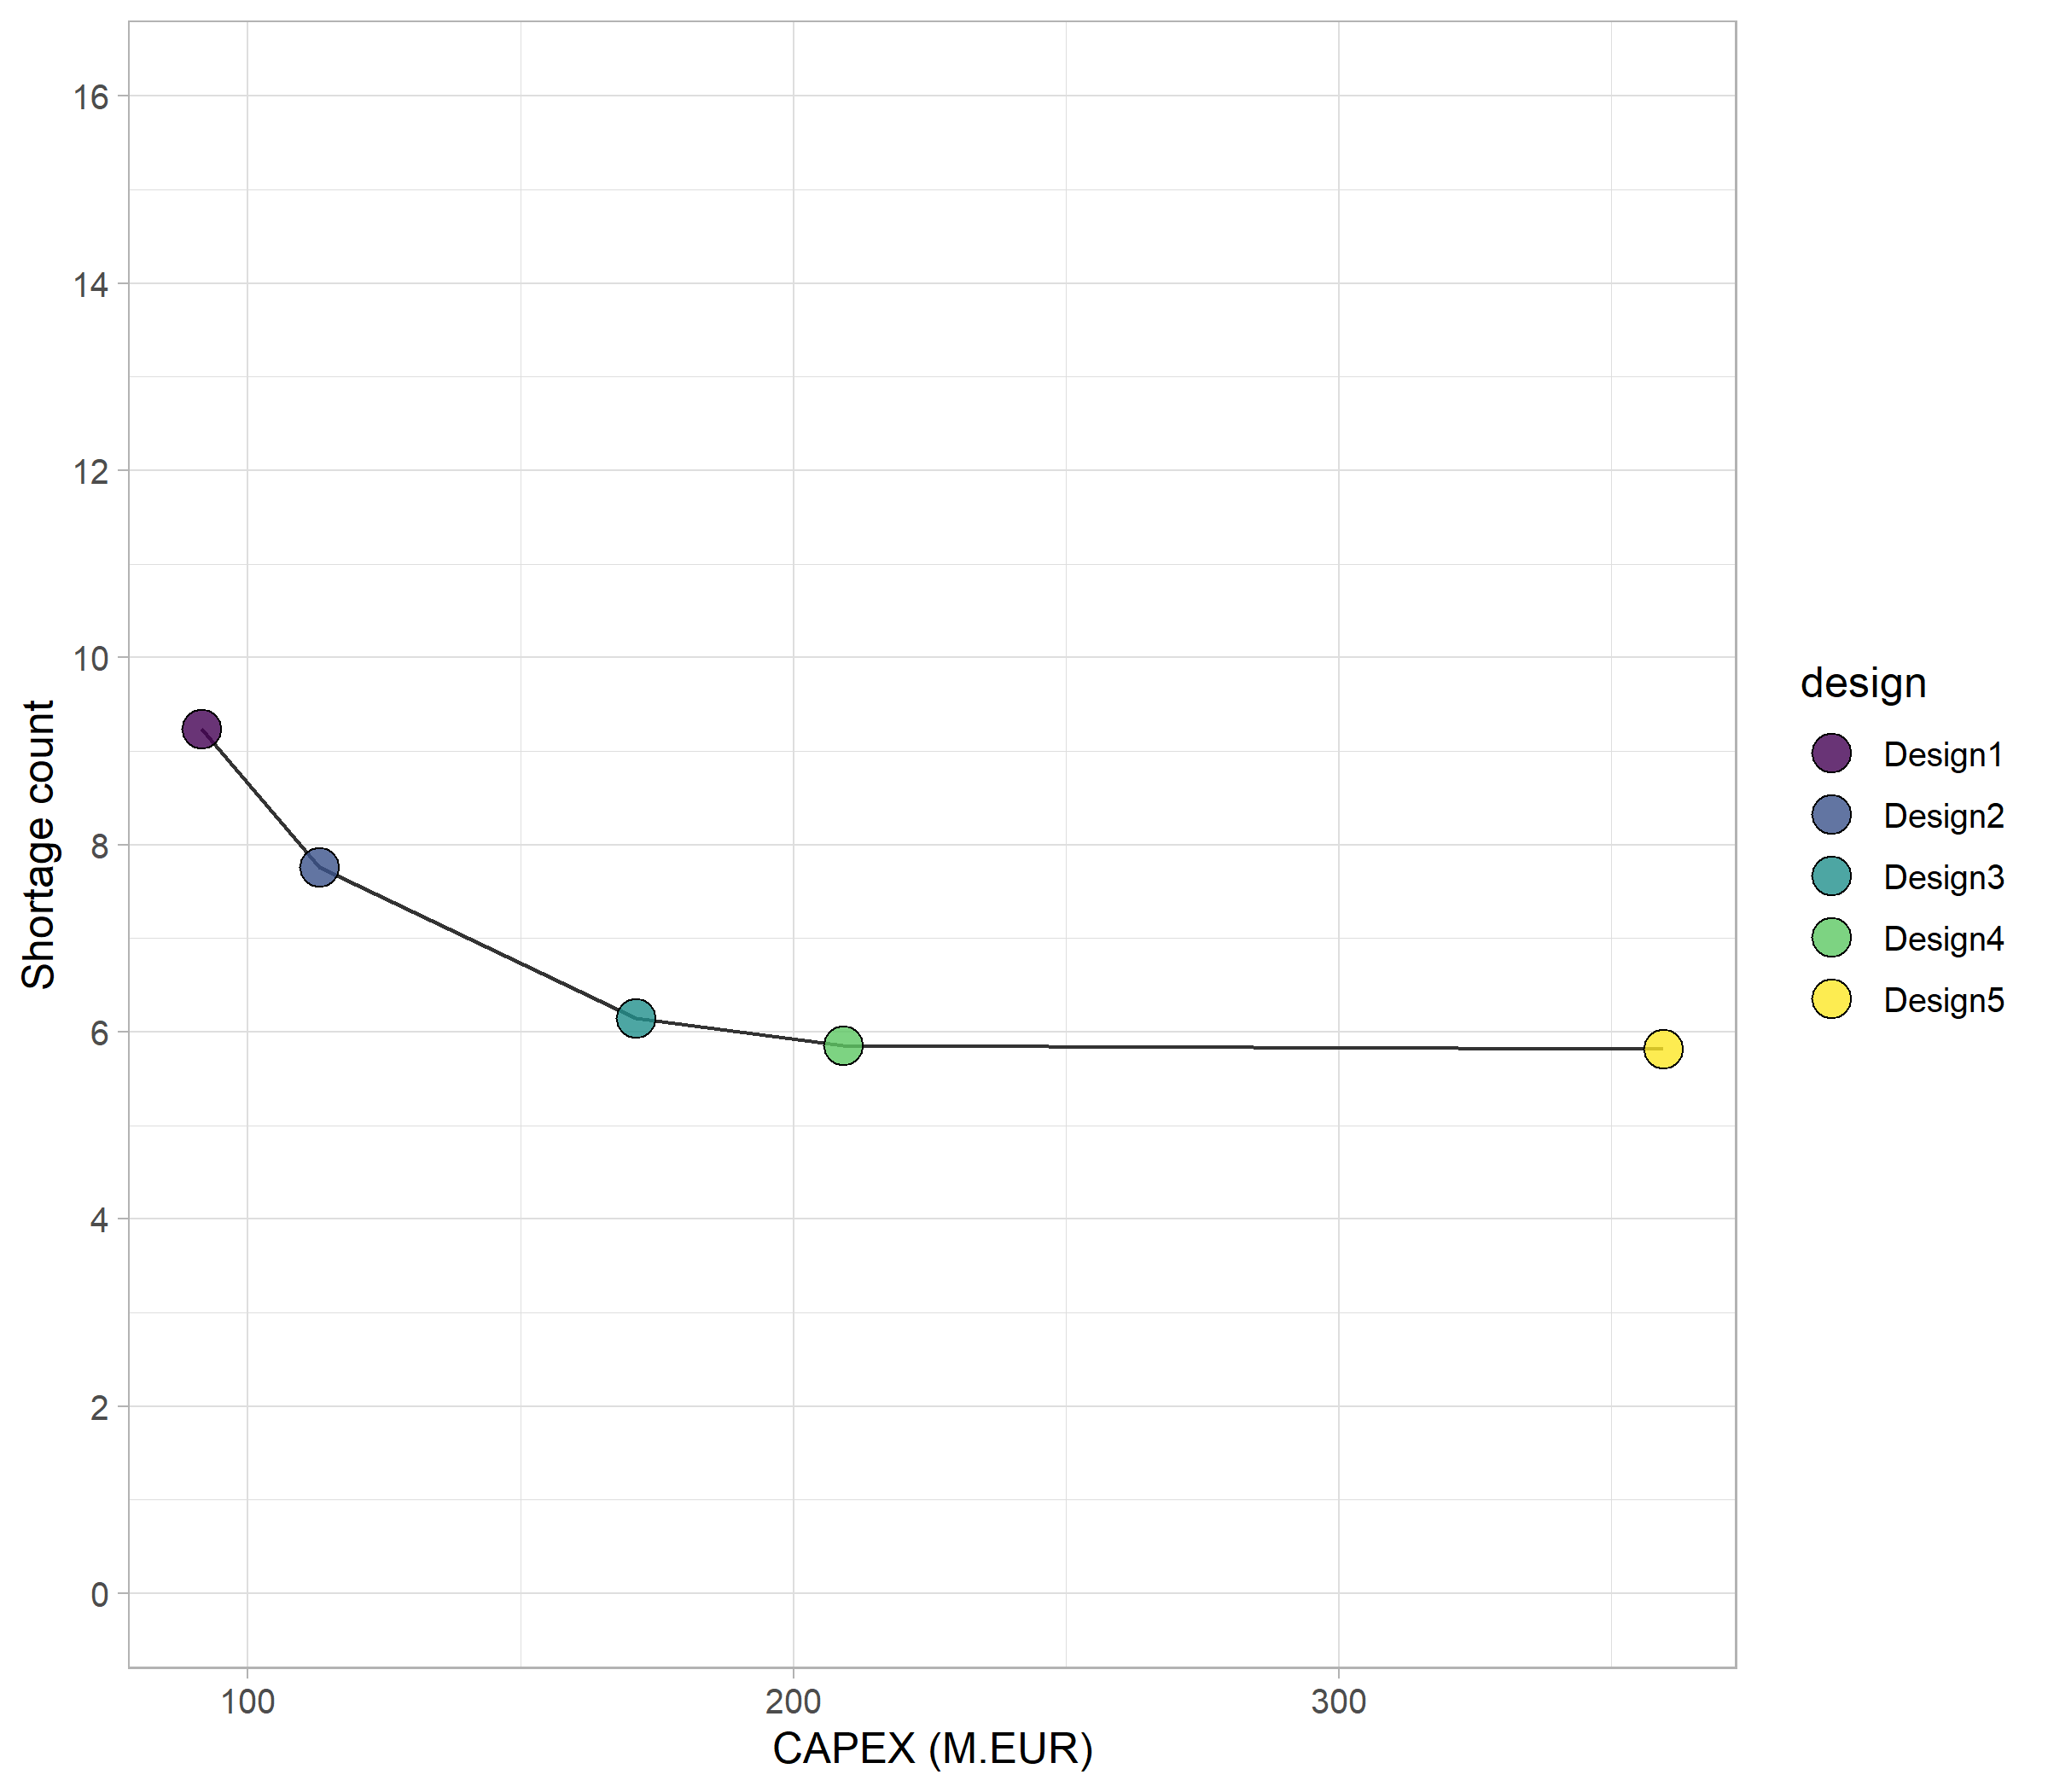 16
14
12
10
8
6
4
2
0
Shortage count
100 200 300
CAPEX (M.EUR)
design
Design1
Design2
Design3
Design4
Design5